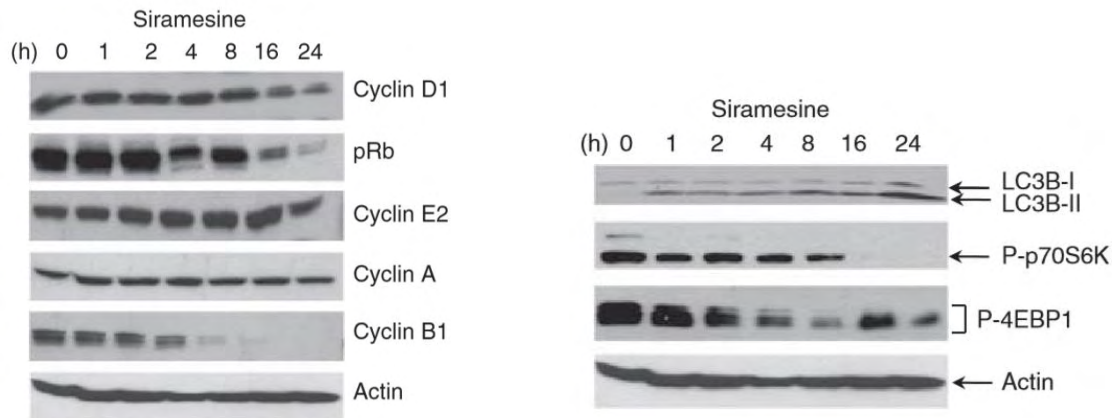 Siramesine
(h) 0 1 2 4 8 16 24
Cyclin D1
pRb
Cyclin E2
Cyclin A
Cyclin B1
Actin
Siramesine
(h) 0 1 2 4 8 16 24
LC3B-I
LC3B-II
P-p70S6K
P-4EBP1
Actin